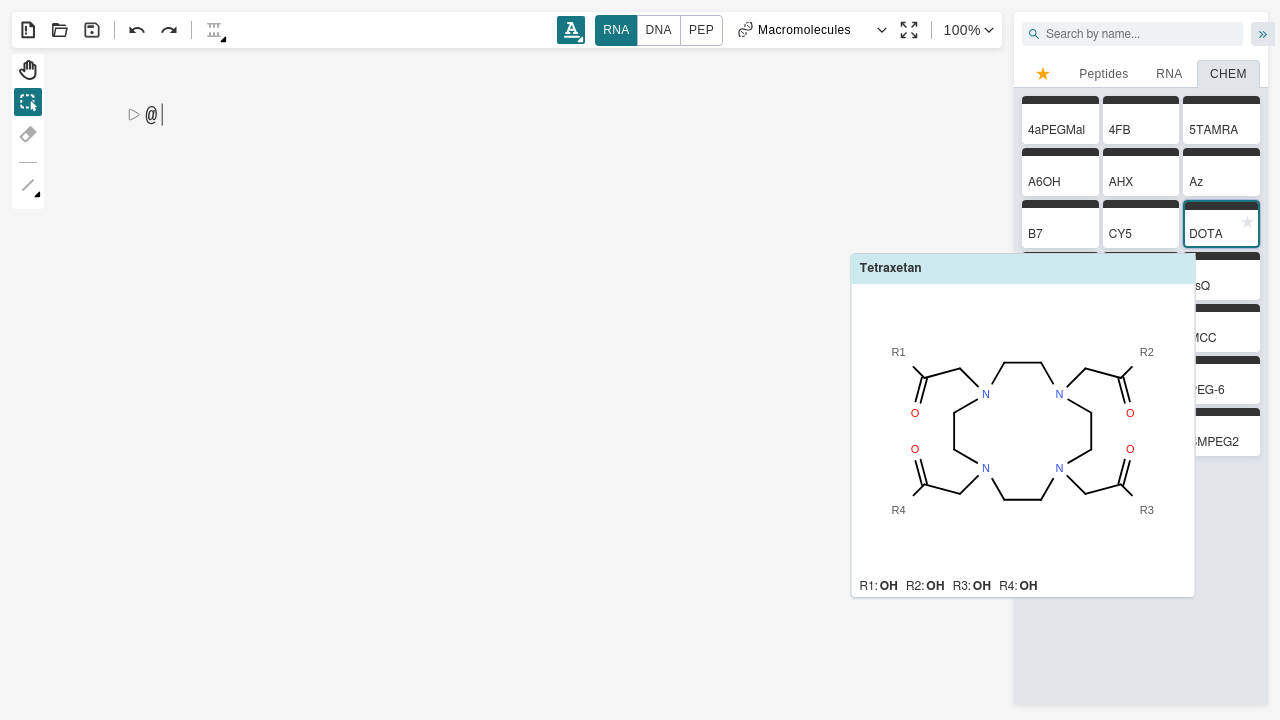 RNA DNA PEP Macromolecules 100%
Search by name...
Peptides RNA CHEM
@
4aPEGMal 4FB 5TAMRA
A6OH AHX Az
B7 CY5 DOTA
Tetraxetan
sQ
MCC
PEG-6
SMPEG2
R1 R2
N N
O O
O O
N N
R4 R3
R1: OH R2: OH R3: OH R4: OH